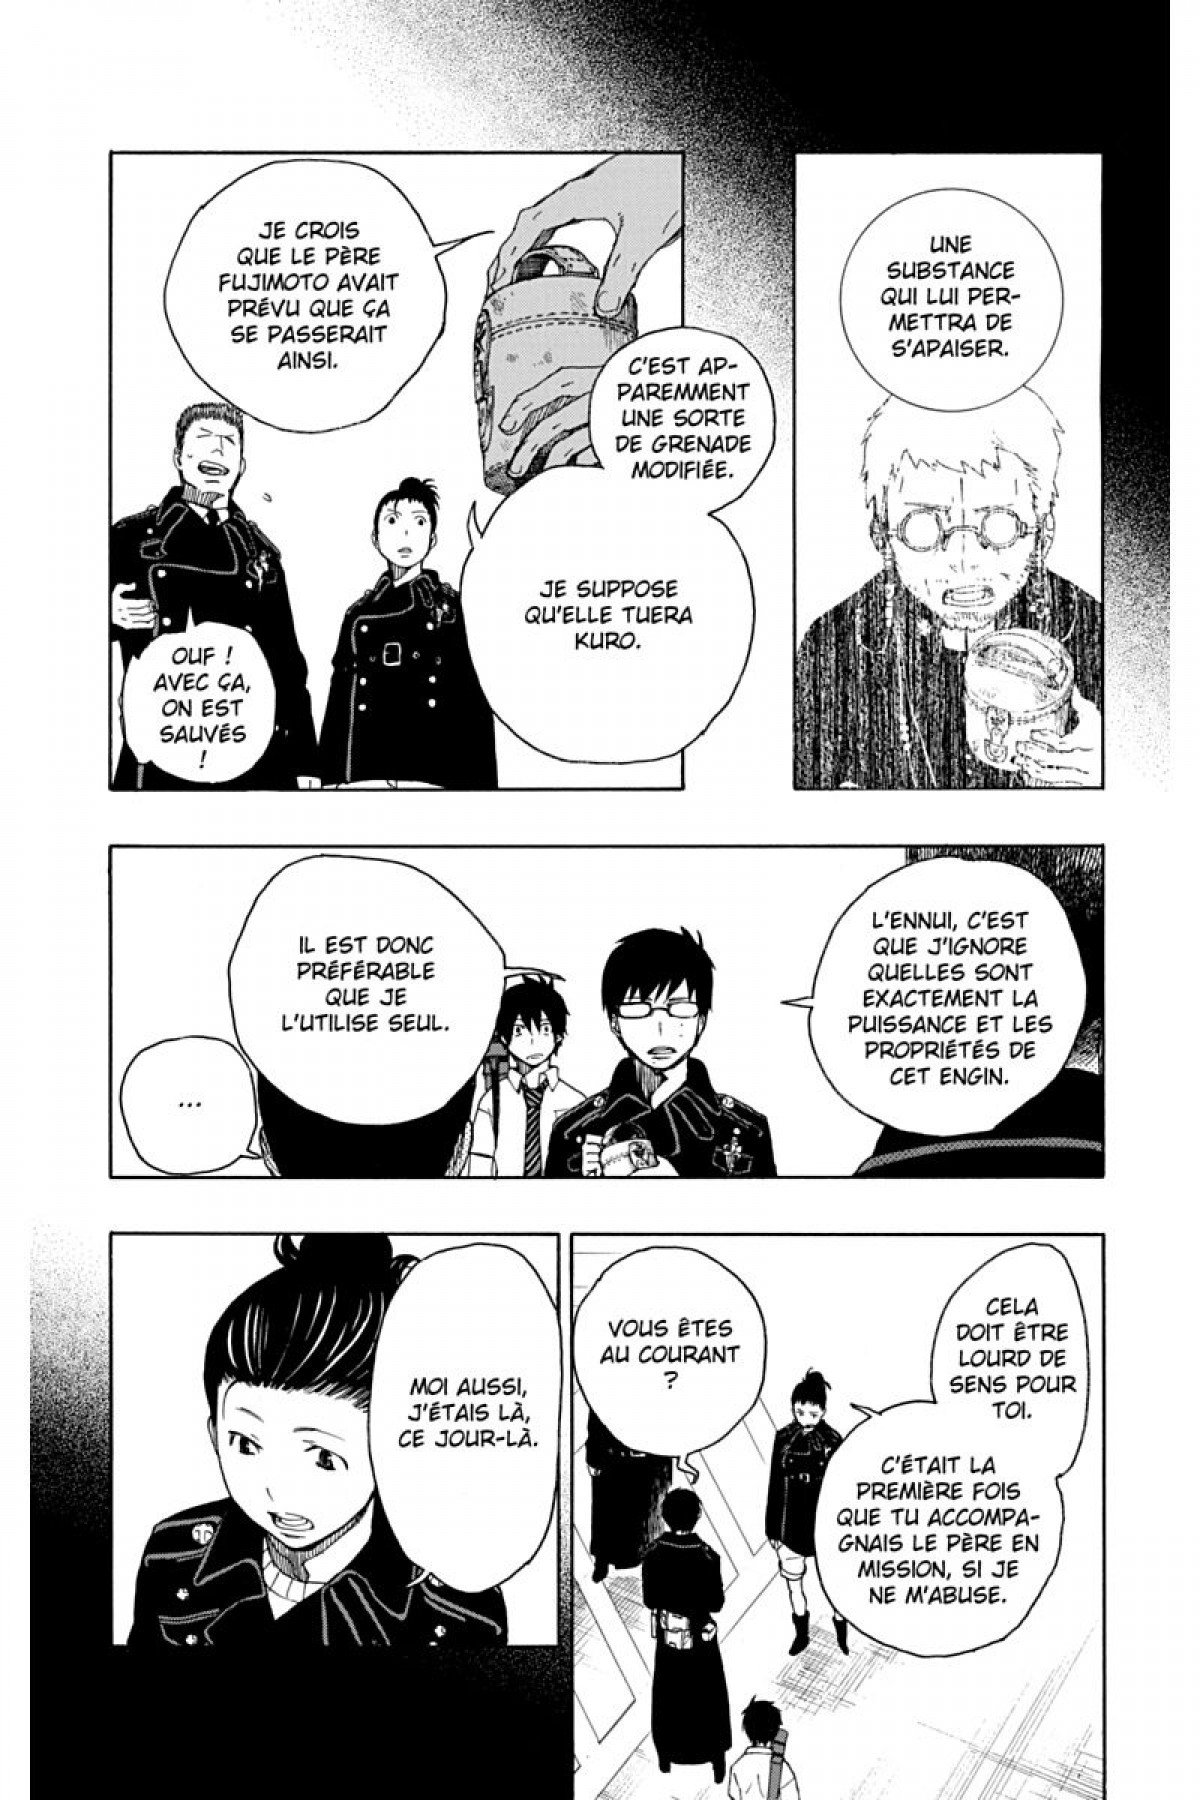 UNE
SUBSTANCE
QUI LUI PER-
METTRA DE
S'APAISER.
C'EST AP-
PAREMMENT
UNE SORTE
DE GRENADE
MODIFIÉE.
JE CROIS
QUE LE PÈRE
FUJIMOTO AVAIT
PRÉVU QUE ÇA
SE PASSERAIT
AINSI.
JE SUPPOSE
QU'ELLE TUERA
KURO.
OUF !
AVEC ÇA,
ON EST
SAUVÉS
!
L'ENNUI, C'EST
QUE J'IGNORE
QUELLES SONT
EXACTEMENT LA
PUISSANCE ET LES
PROPRIÉTÉS DE
CET ENGIN.
IL EST DONC
PRÉFÉRABLE
QUE JE
L'UTILISE SEUL.
...
CELA
DOIT ÊTRE
LOURD DE
SENS POUR
TOI.
C'ÉTAIT LA
PREMIÈRE FOIS
QUE TU ACCOMPA-
GNAIS LE PÈRE EN
MISSION, SI JE
NE M'ABUSE.
VOUS ÊTES
AU COURANT
?
MOI AUSSI,
J'ÉTAIS LÀ,
CE JOUR-LÀ.